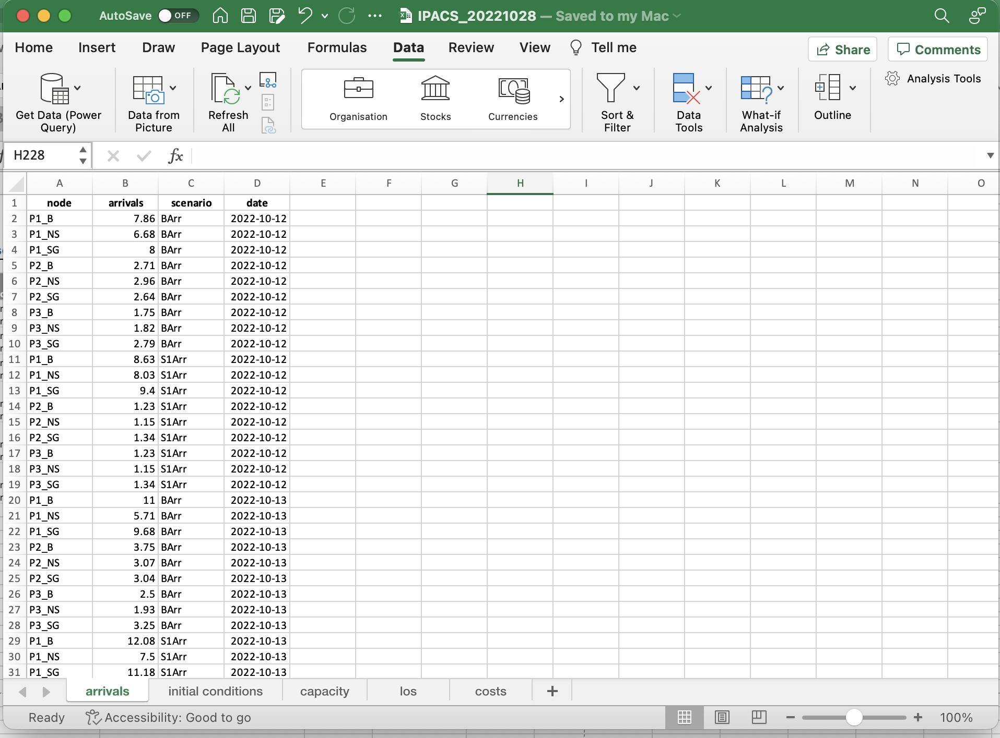 AutoSave OFF IPACS_20221028 — Saved to my Mac
Home Insert Draw Page Layout Formulas Data Review View Tell me Share Comments
Get Data (Power Query) Data from Picture Refresh All Organisation Stocks Currencies Sort & Filter Data Tools What-if Analysis Outline Analysis Tools
H228 fx
A B C D E F G H I J K L M N O
1 node arrivals scenario date
2 P1_B 7.86 BArr 2022-10-12
3 P1_NS 6.68 BArr 2022-10-12
4 P1_SG 8 BArr 2022-10-12
5 P2_B 2.71 BArr 2022-10-12
6 P2_NS 2.96 BArr 2022-10-12
7 P2_SG 2.64 BArr 2022-10-12
8 P3_B 1.75 BArr 2022-10-12
9 P3_NS 1.82 BArr 2022-10-12
10 P3_SG 2.79 BArr 2022-10-12
11 P1_B 8.63 S1Arr 2022-10-12
12 P1_NS 8.03 S1Arr 2022-10-12
13 P1_SG 9.4 S1Arr 2022-10-12
14 P2_B 1.23 S1Arr 2022-10-12
15 P2_NS 1.15 S1Arr 2022-10-12
16 P2_SG 1.34 S1Arr 2022-10-12
17 P3_B 1.23 S1Arr 2022-10-12
18 P3_NS 1.15 S1Arr 2022-10-12
19 P3_SG 1.34 S1Arr 2022-10-12
20 P1_B 11 BArr 2022-10-13
21 P1_NS 5.71 BArr 2022-10-13
22 P1_SG 9.68 BArr 2022-10-13
23 P2_B 3.75 BArr 2022-10-13
24 P2_NS 3.07 BArr 2022-10-13
25 P2_SG 3.04 BArr 2022-10-13
26 P3_B 2.5 BArr 2022-10-13
27 P3_NS 1.93 BArr 2022-10-13
28 P3_SG 3.25 BArr 2022-10-13
29 P1_B 12.08 S1Arr 2022-10-13
30 P1_NS 7.5 S1Arr 2022-10-13
31 P1_SG 11.18 S1Arr 2022-10-13
arrivals initial conditions capacity los costs +
Ready Accessibility: Good to go 100%